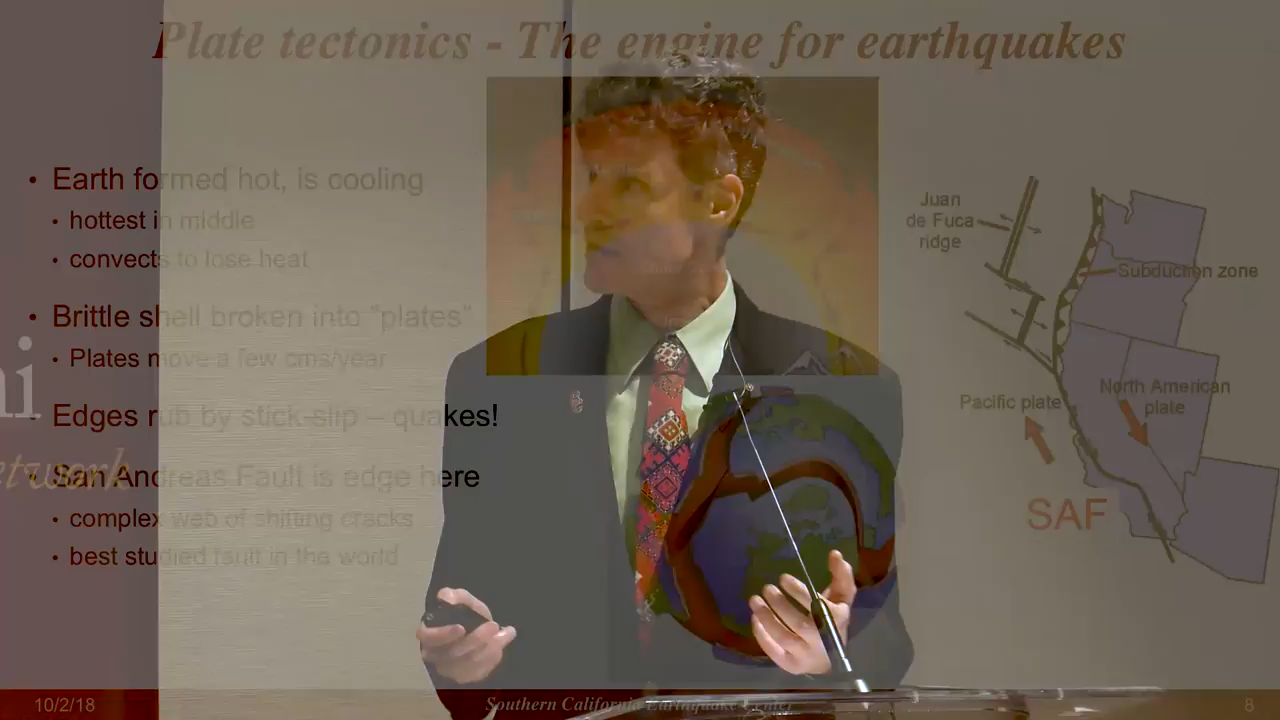 Plate tectonics - The engine for earthquakes
• Earth formed hot, is cooling
• hottest in middle
• convects to lose heat
• Brittle shell broken into "plates"
• Plates move a few cms/year
• Edges rub by stick-slip – quakes!
• San Andreas Fault is edge here
• complex web of shifting cracks
• best studied fault in the world
ni
etwork
Juan
de Fuca
ridge
Subduction zone
North American
plate
Pacific plate
SAF
10/2/18
Southern California Earthquake Center
8